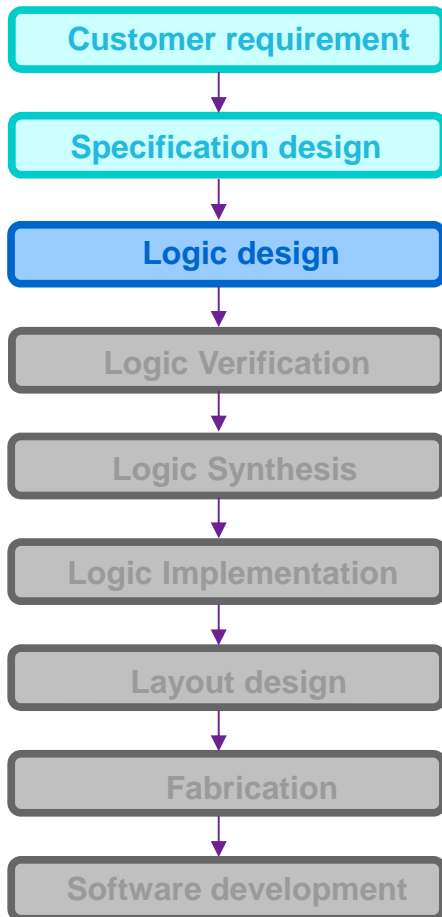 Customer requirement
Specification design
Logic design
Logic Verification
Logic Synthesis
Logic Implementation
Layout design
Fabrication
Software development